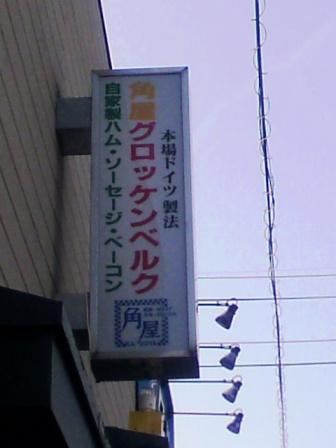 本場ドイツ製法
角屋グロッケンベルク
自家製ハム・ソーセージ・ベーコン
角屋